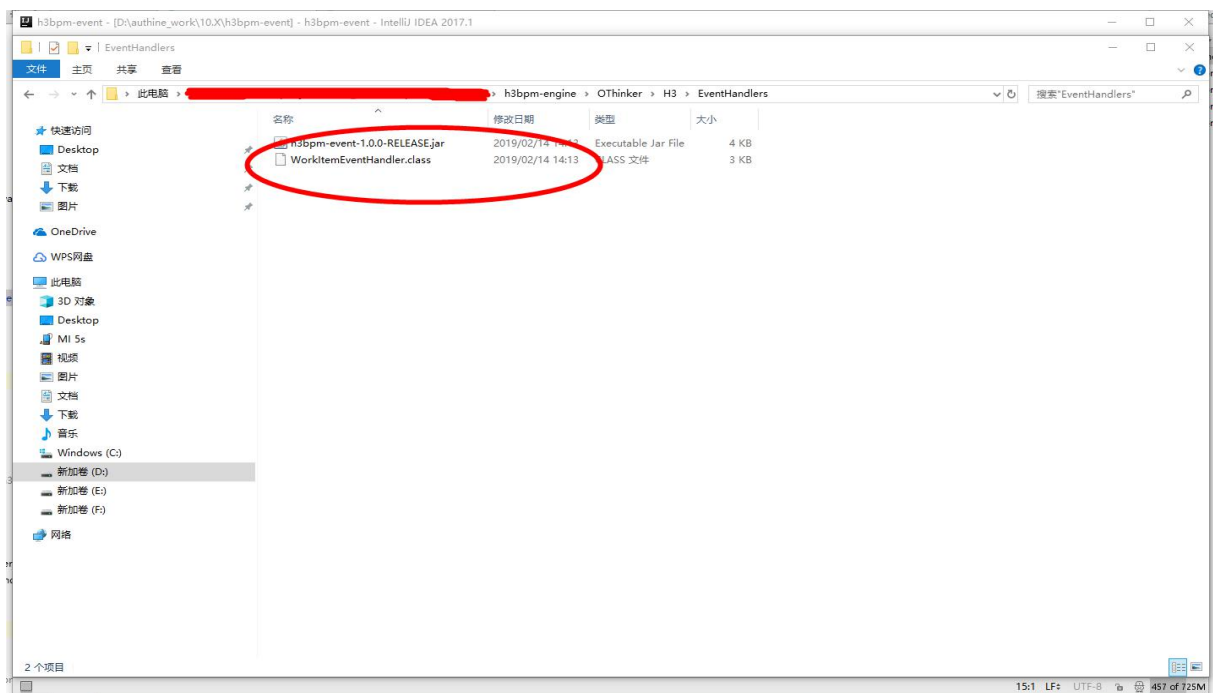 h3bpm-event - [D:\authine_work\10.X\h3bpm-event] - h3bpm-event - IntelliJ IDEA 2017.1
EventHandlers
文件 主页 共享 查看
此电脑 h3bpm-engine OThinker H3 EventHandlers 搜索"EventHandlers"
名称 修改日期 类型 大小
h3bpm-event-1.0.0-RELEASE.jar 2019/02/14 14:13 Executable Jar File 4 KB
WorkItemEventHandler.class 2019/02/14 14:13 CLASS 文件 3 KB
快速访问
Desktop
文档
下载
图片
OneDrive
WPS网盘
此电脑
3D 对象
Desktop
MI 5s
视频
图片
文档
下载
音乐
Windows (C:)
新加卷 (D:)
新加卷 (E:)
新加卷 (F:)
网络
2 个项目
15:1 LF UTF-8 457 of 725M